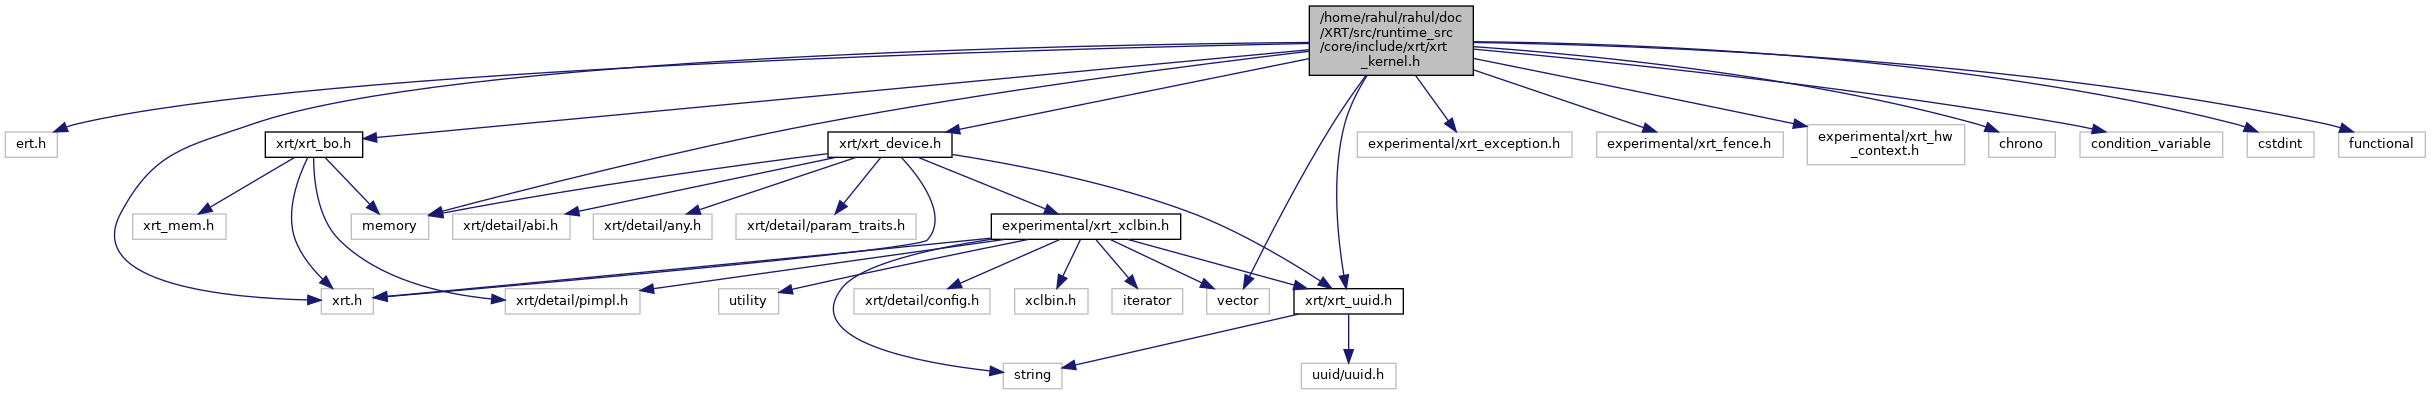 /home/rahul/rahul/doc
/XRT/src/runtime_src
/core/include/xrt/xrt
_kernel.h
ert.h
xrt/xrt_bo.h
xrt/xrt_device.h
experimental/xrt_exception.h
experimental/xrt_fence.h
experimental/xrt_hw
_context.h
chrono
condition_variable
cstdint
functional
xrt_mem.h
memory
xrt/detail/abi.h
xrt/detail/any.h
xrt/detail/param_traits.h
experimental/xrt_xclbin.h
xrt.h
xrt/detail/pimpl.h
utility
xrt/detail/config.h
xclbin.h
iterator
vector
xrt/xrt_uuid.h
string
uuid/uuid.h